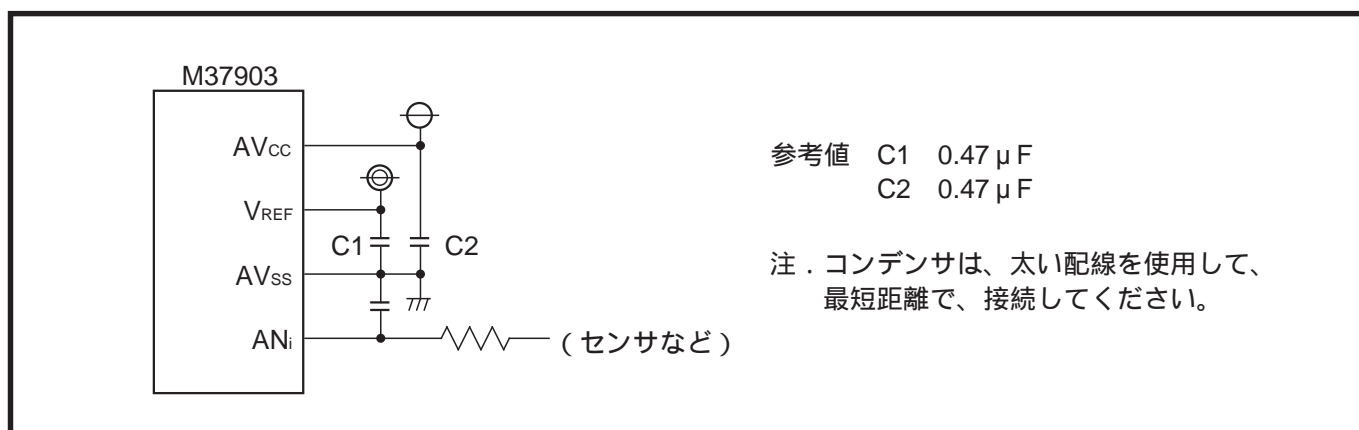 M37903
AVCC
VREF
C1
C2
AVSS
ANi
(センサなど)
参考値 C1 0.47 μ F
C2 0.47 μ F
注．コンデンサは、太い配線を使用して、
最短距離で、接続してください。